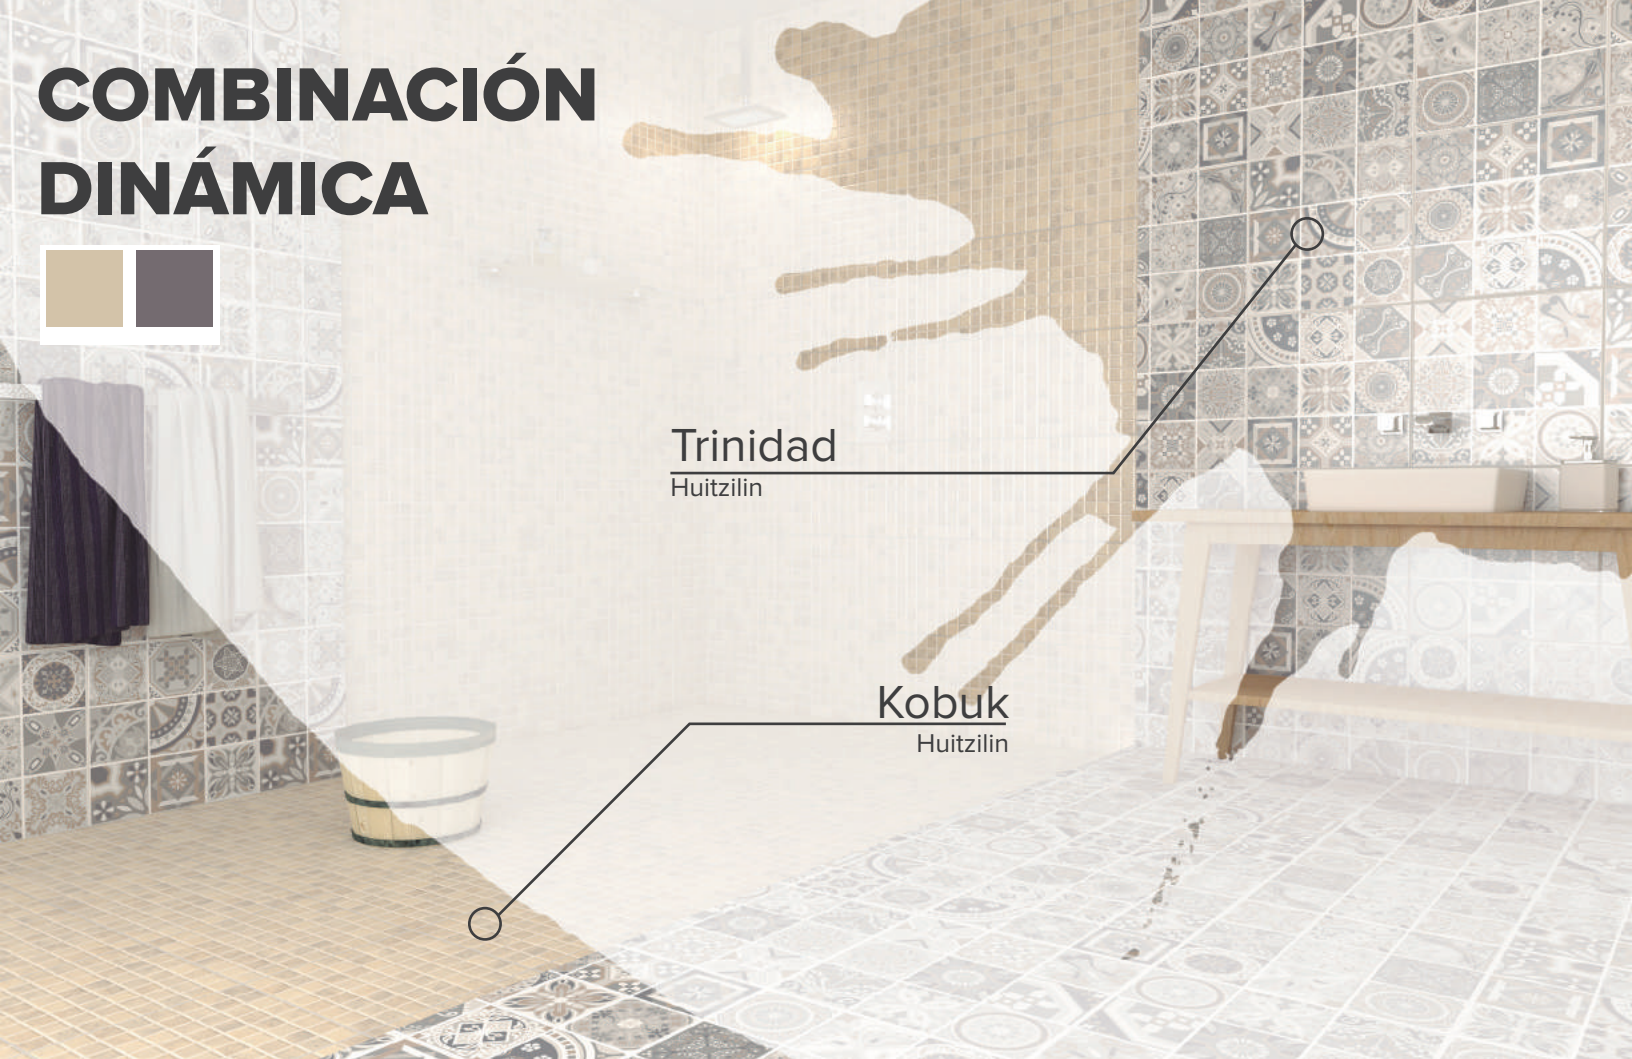 COMBINACIÓN
DINÁMICA
Trinidad
Huitzilin
Kobuk
Huitzilin